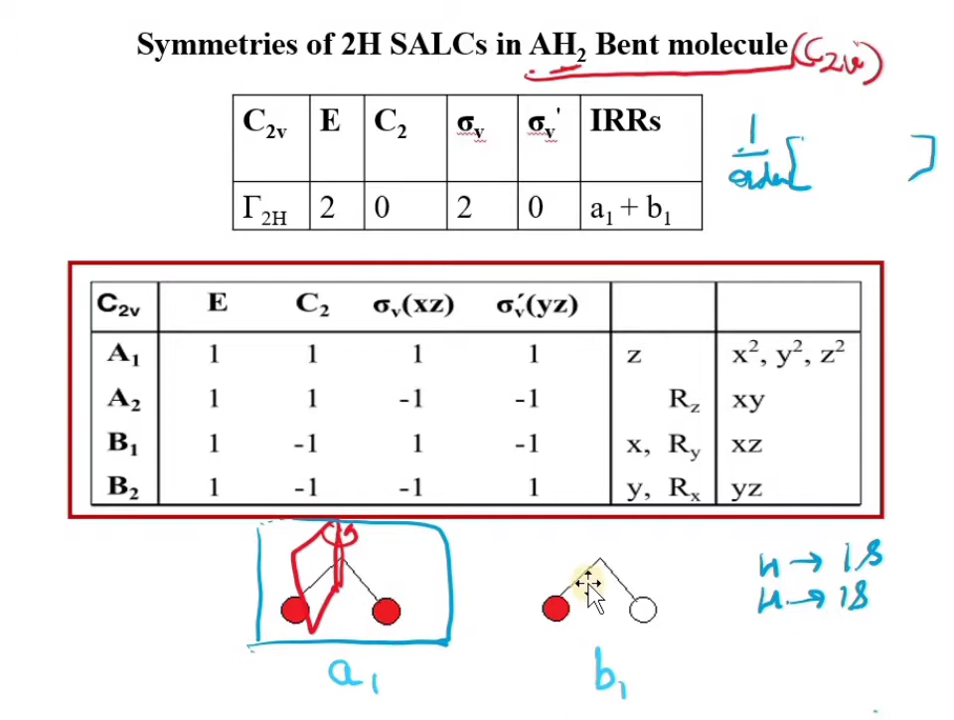 Symmetries of 2H SALCs in AH₂ Bent molecule (C₂ᵥ)
C₂ᵥ E C₂ σᵥ σᵥ' IRRs
Γ₂H 2 0 2 0 a₁ + b₁
1
order [ ]
C₂ᵥ E C₂ σᵥ(xz) σᵥ′(yz)
A₁ 1 1 1 1 z x², y², z²
A₂ 1 1 -1 -1 Rz xy
B₁ 1 -1 1 -1 x, Ry xz
B₂ 1 -1 -1 1 y, Rₓ yz
H → 1S
H → 1S
a₁ b₁